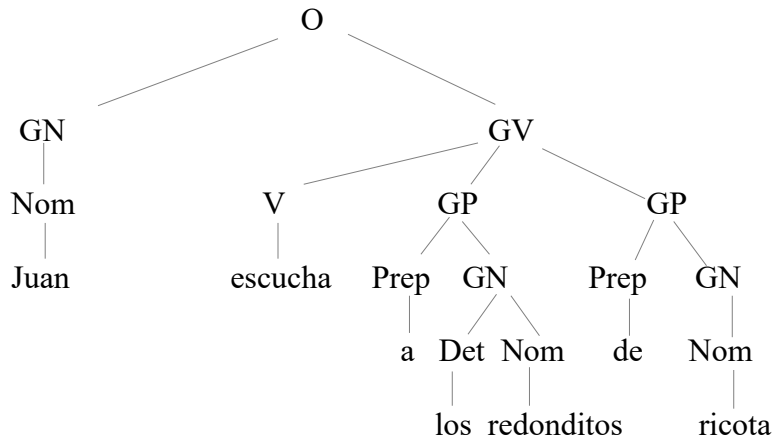 O
GN GV
Nom V GP GP
Juan escucha Prep GN Prep GN
a Det Nom de Nom
los redonditos ricota